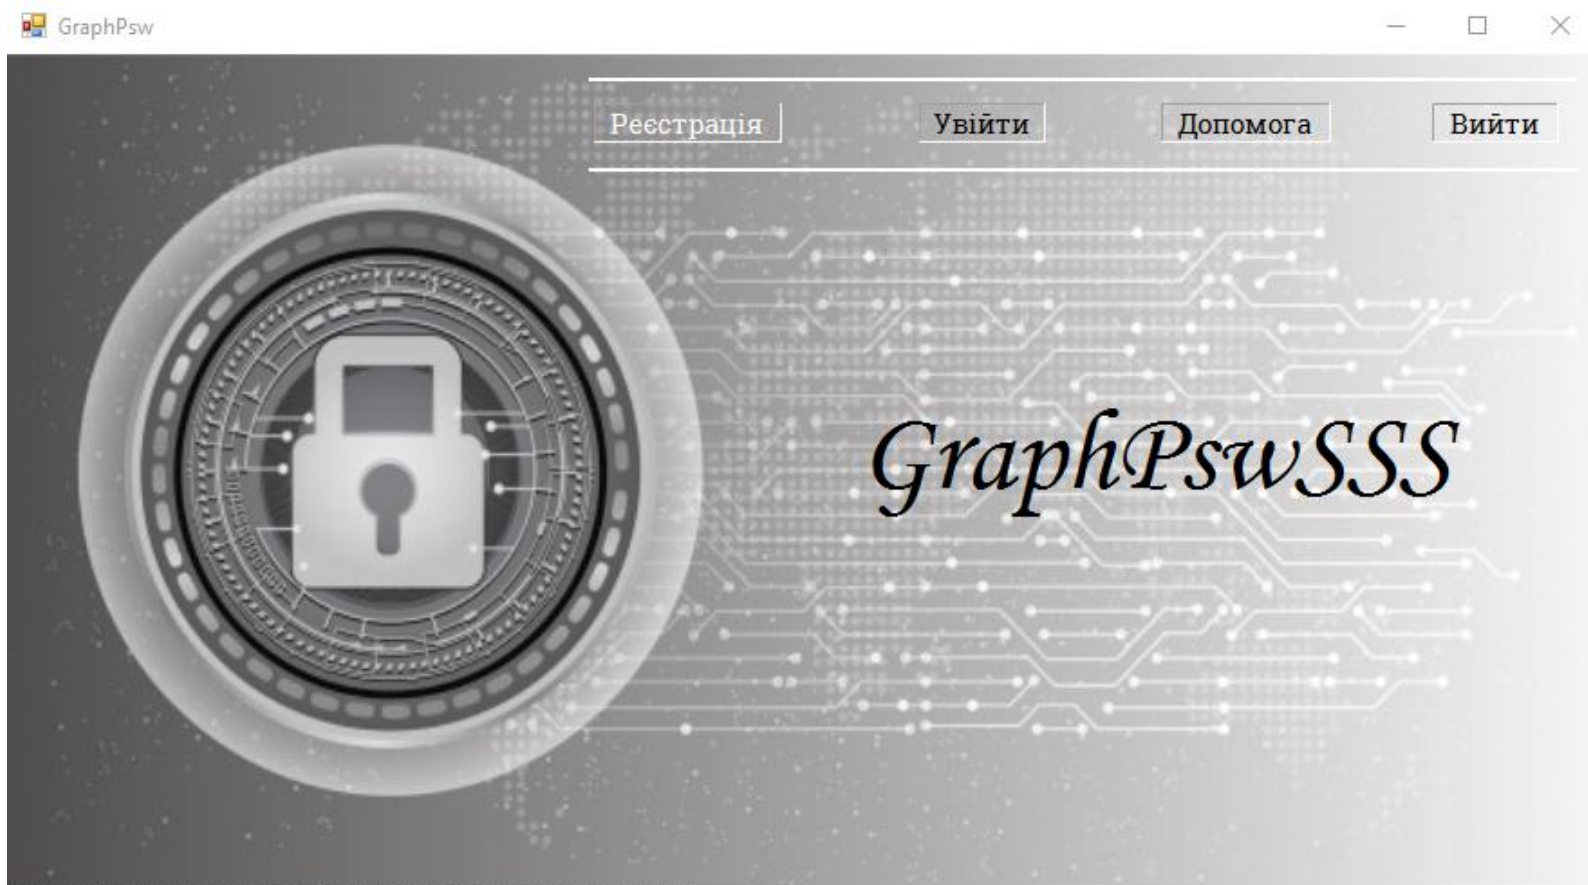 GraphPsw
Реєстрація Увійти Допомога Вийти
GraphPswSSS